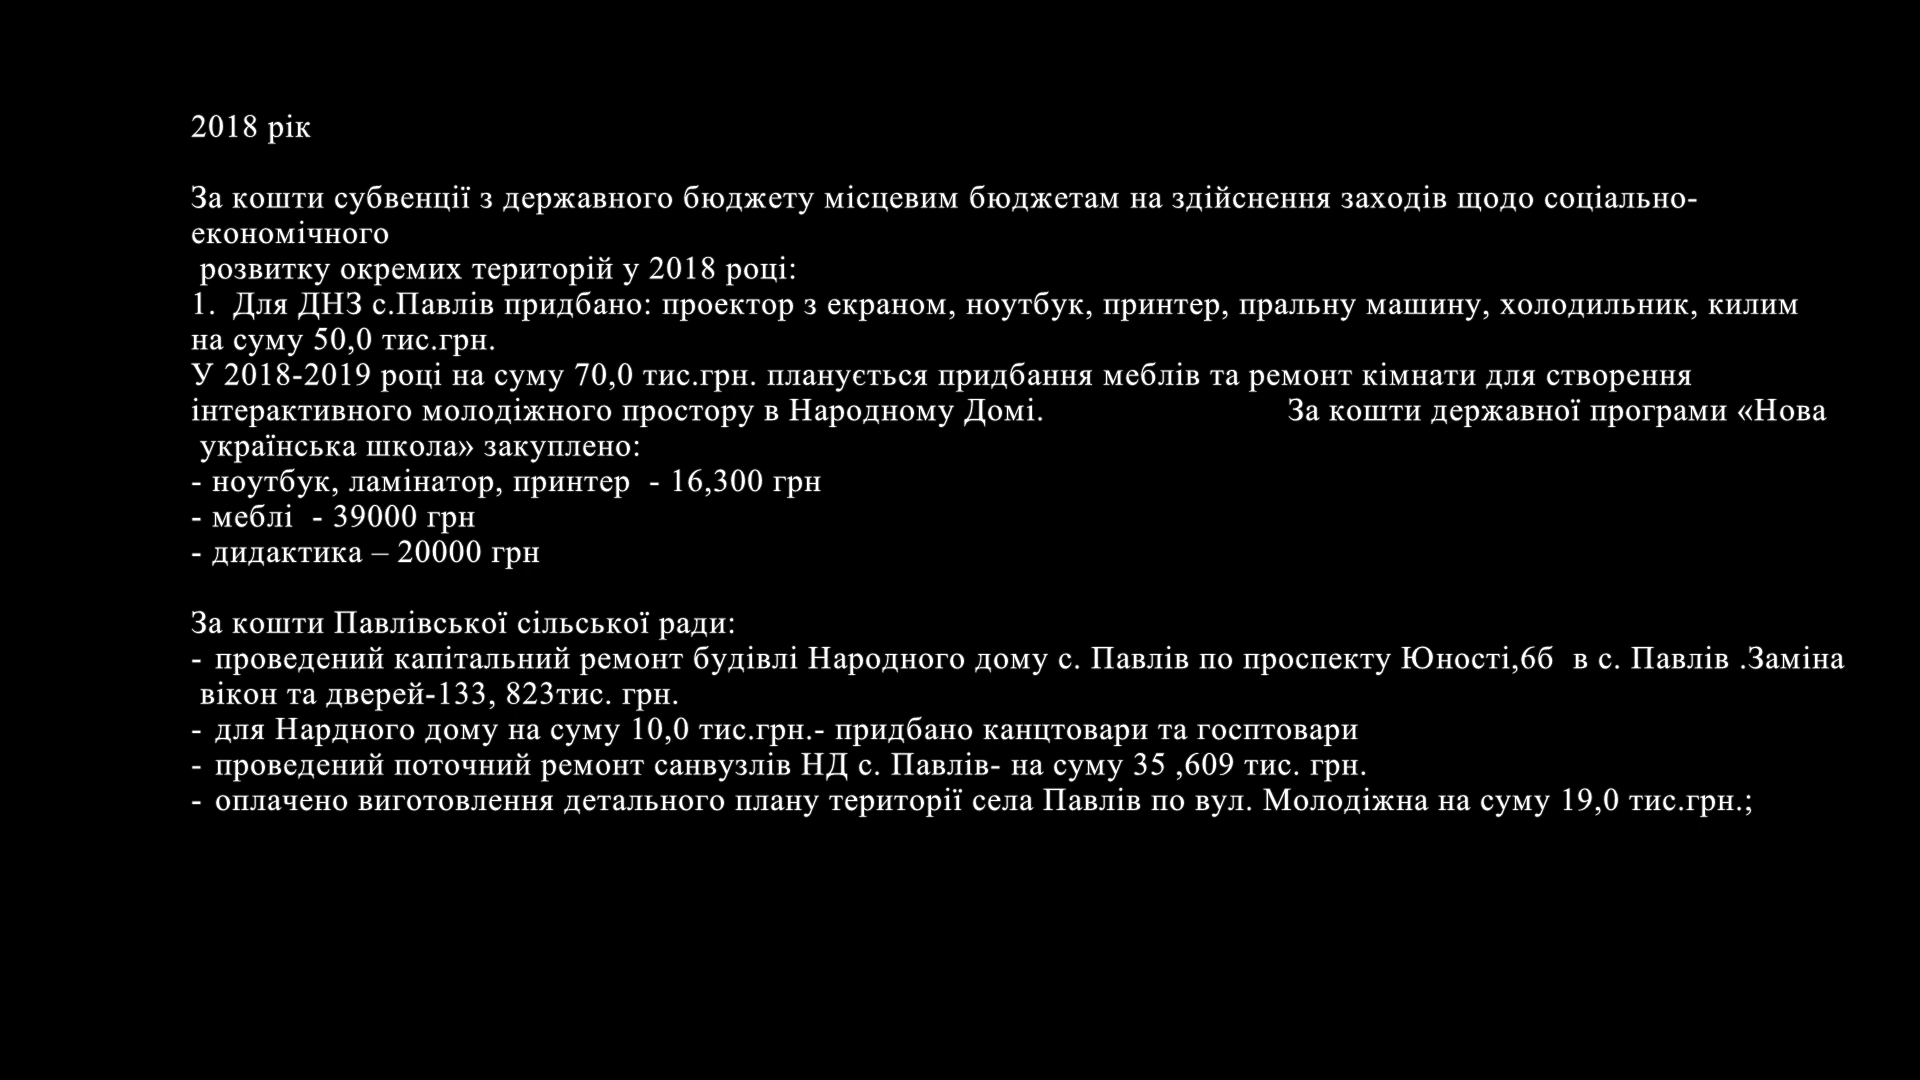 2018 рік
За кошти субвенції з державного бюджету місцевим бюджетам на здійснення заходів щодо соціально-
економічного
розвитку окремих територій у 2018 році:
1. Для ДНЗ с.Павлів придбано: проектор з екраном, ноутбук, принтер, пральну машину, холодильник, килим
на суму 50,0 тис.грн.
У 2018-2019 році на суму 70,0 тис.грн. планується придбання меблів та ремонт кімнати для створення
інтерактивного молодіжного простору в Народному Домі. За кошти державної програми «Нова
українська школа» закуплено:
- ноутбук, ламінатор, принтер - 16,300 грн
- меблі - 39000 грн
- дидактика – 20000 грн
За кошти Павлівської сільської ради:
- проведений капітальний ремонт будівлі Народного дому с. Павлів по проспекту Юності,6б в с. Павлів .Заміна
вікон та дверей-133, 823тис. грн.
- для Нардного дому на суму 10,0 тис.грн.- придбано канцтовари та госптовари
- проведений поточний ремонт санвузлів НД с. Павлів- на суму 35 ,609 тис. грн.
- оплачено виготовлення детального плану території села Павлів по вул. Молодіжна на суму 19,0 тис.грн.;